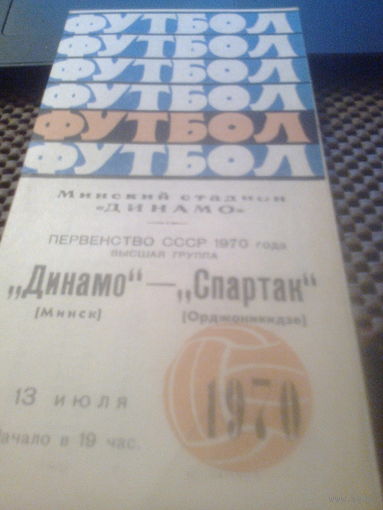 ФУТБОЛ
ФУТБОЛ
ФУТБОЛ
ФУТБОЛ
ФУТБОЛ
ФУТБОЛ
Минский стадион
«ДИНАМО»
ПЕРВЕНСТВО СССР 1970 года
ВЫСШАЯ ГРУППА
„Динамо“ — „Спартак“
(Минск) (Орджоникидзе)
1970
13 июля
Начало в 19 час.